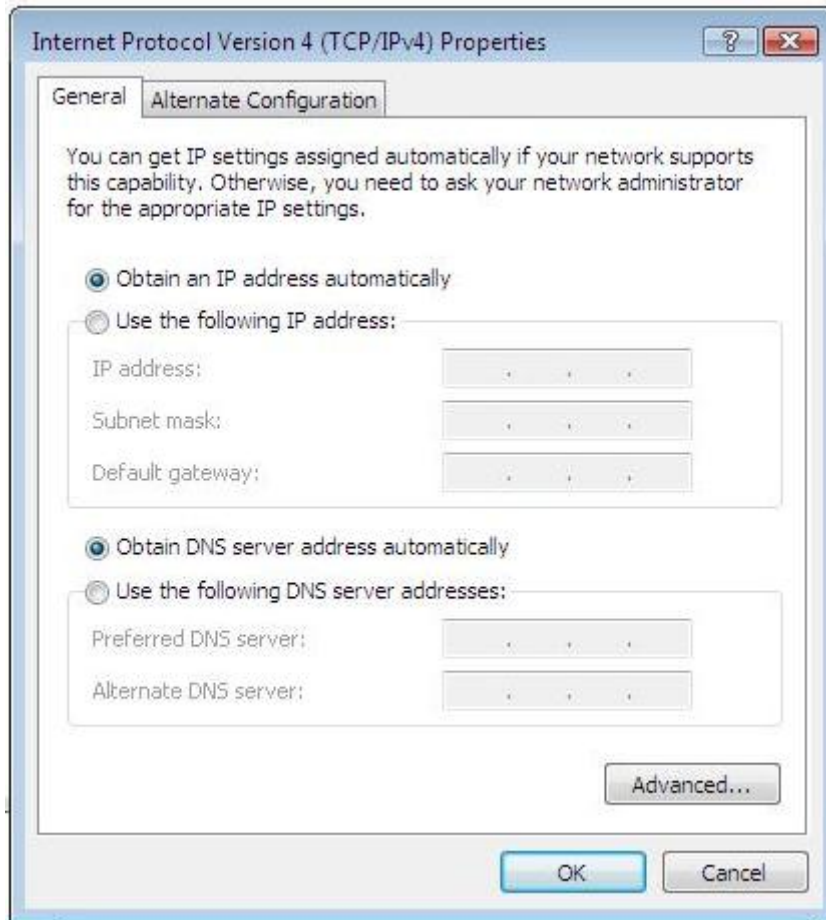 Internet Protocol Version 4 (TCP/IPv4) Properties
General
Alternate Configuration
You can get IP settings assigned automatically if your network supports
this capability. Otherwise, you need to ask your network administrator
for the appropriate IP settings.
Obtain an IP address automatically
Use the following IP address:
IP address:
Subnet mask:
Default gateway:
Obtain DNS server address automatically
Use the following DNS server addresses:
Preferred DNS server:
Alternate DNS server:
Advanced...
OK
Cancel